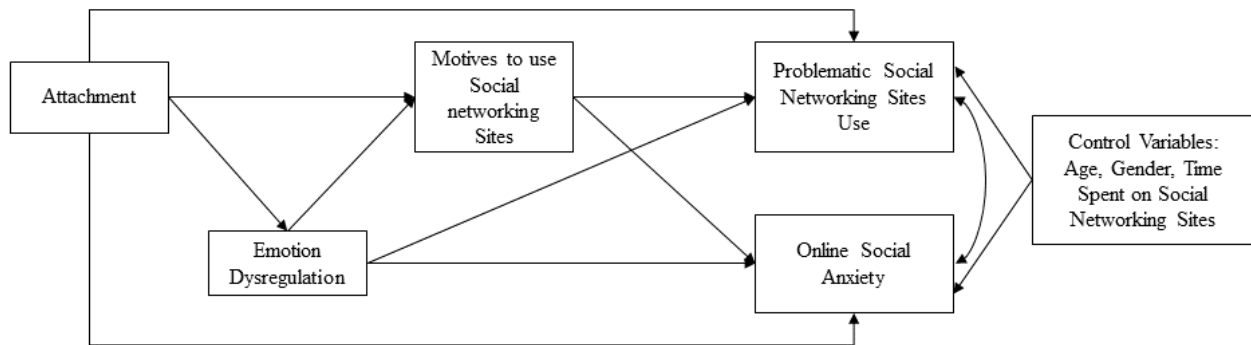 Attachment
Motives to use
Social
networking
Sites
Problematic Social
Networking Sites
Use
Control Variables:
Age, Gender, Time
Spent on Social
Networking Sites
Emotion
Dysregulation
Online Social
Anxiety